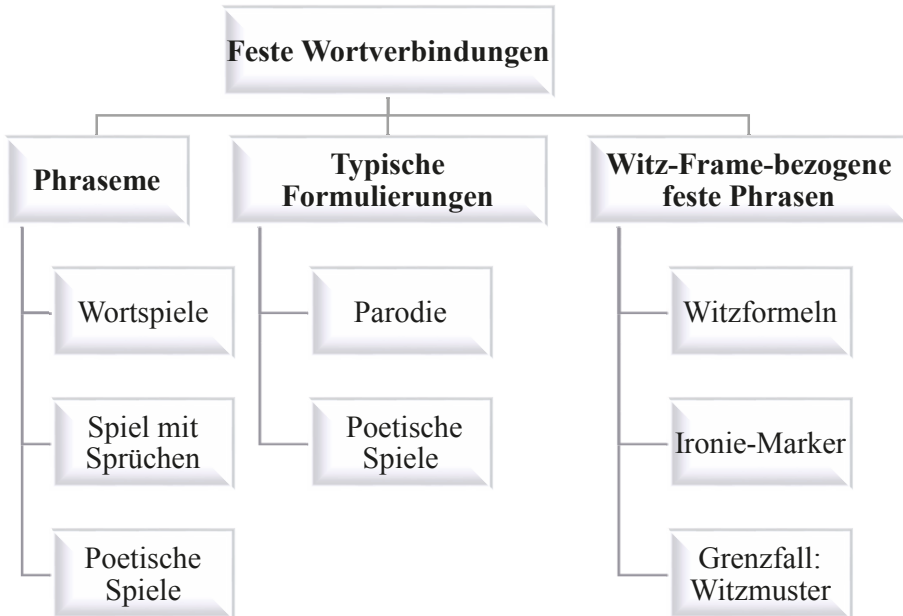 Feste Wortverbindungen
Phraseme
Typische
Formulierungen
Witz-Frame-bezogene
feste Phrasen
Wortspiele
Spiel mit
Sprüchen
Poetische
Spiele
Parodie
Poetische
Spiele
Witzformeln
Ironie-Marker
Grenzfall:
Witzmuster